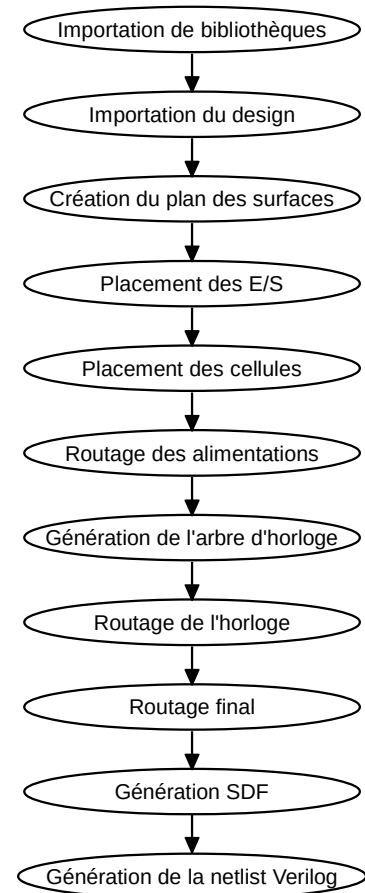 Importation de bibliothèques
Importation du design
Création du plan des surfaces
Placement des E/S
Placement des cellules
Routage des alimentations
Génération de l'arbre d'horloge
Routage de l'horloge
Routage final
Génération SDF
Génération de la netlist Verilog